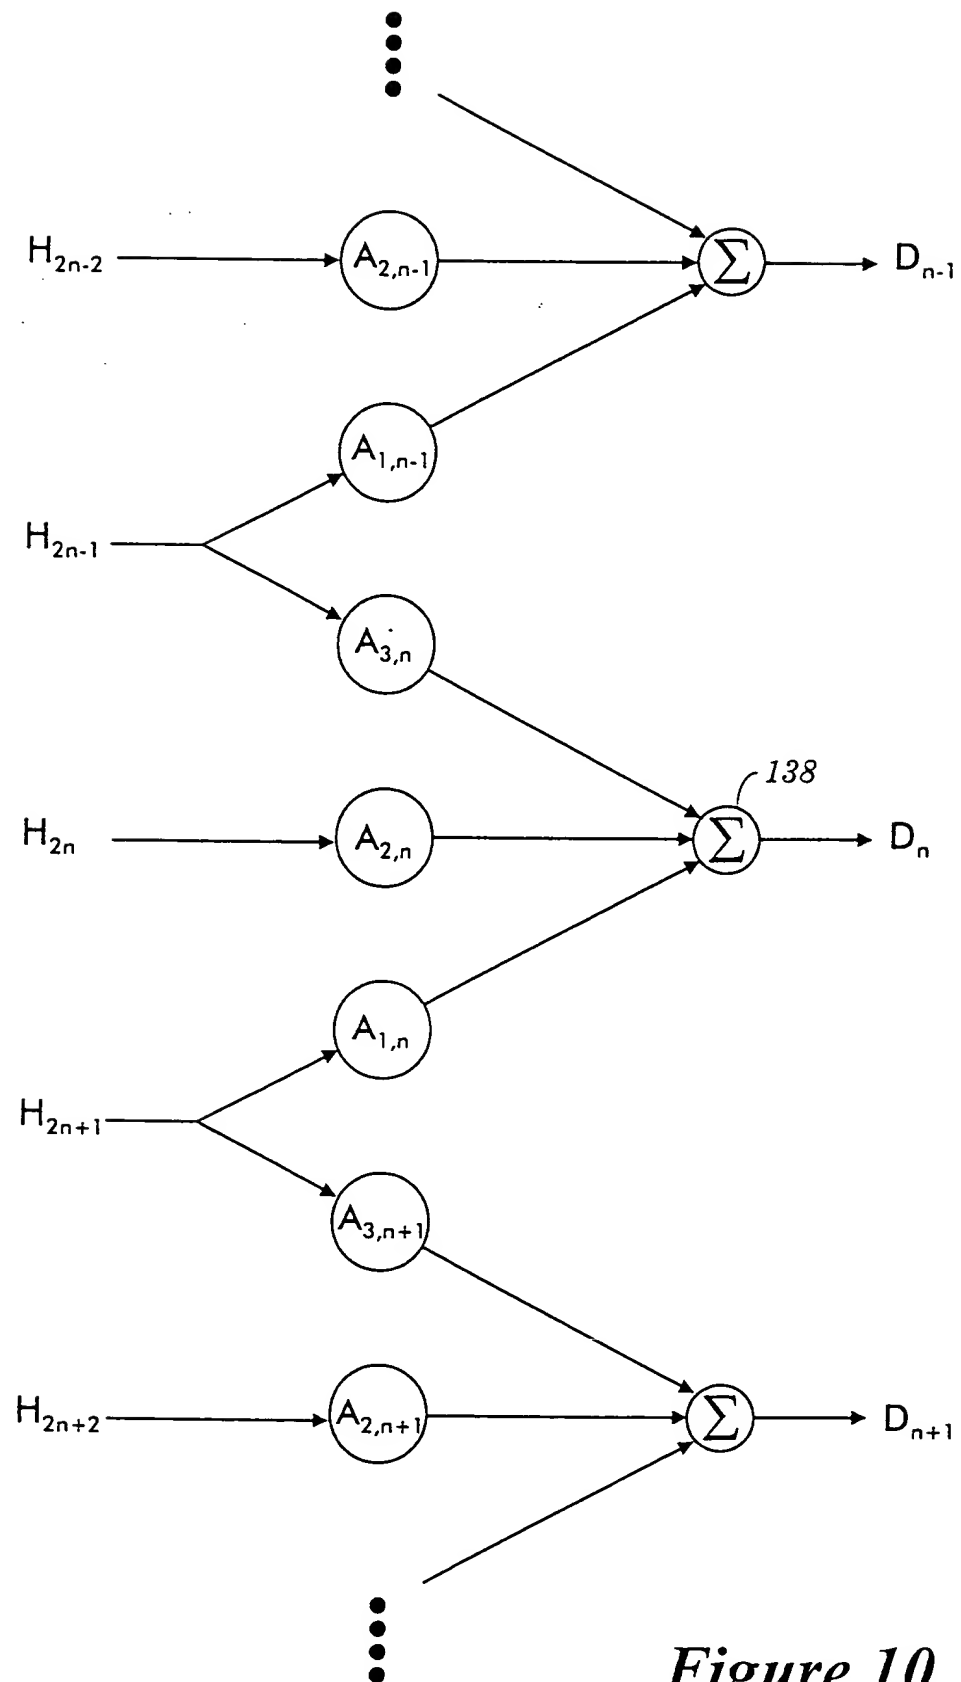 H2n-2 A2,n-1 Σ Dn-1
A1,n-1
H2n-1
A3,n
138
H2n A2,n Σ Dn
A1,n
H2n+1
A3,n+1
H2n+2 A2,n+1 Σ Dn+1
Figure 10